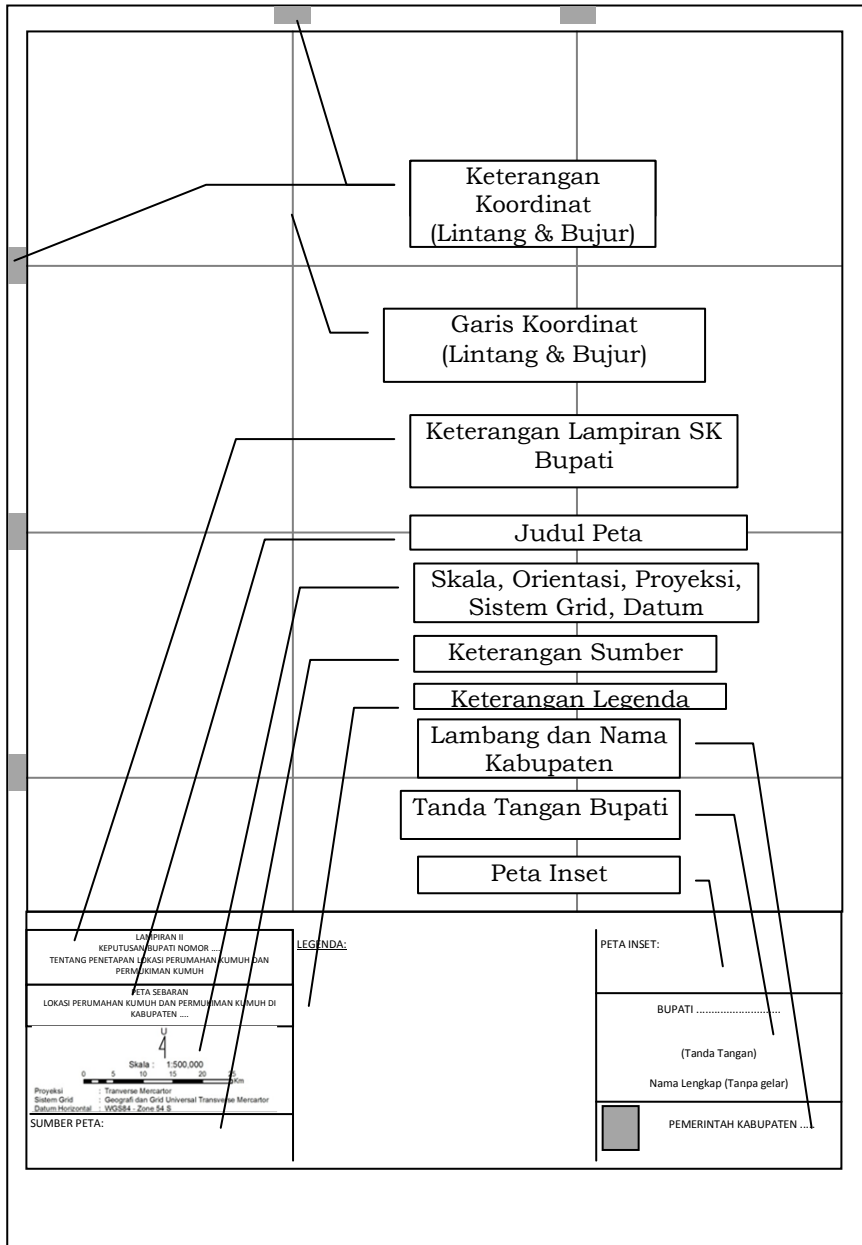 Keterangan
Koordinat
(Lintang & Bujur)
Garis Koordinat
(Lintang & Bujur)
Keterangan Lampiran SK
Bupati
Judul Peta
Skala, Orientasi, Proyeksi,
Sistem Grid, Datum
Keterangan Sumber
Keterangan Legenda
Lambang dan Nama
Kabupaten
Tanda Tangan Bupati
Peta Inset
LAMPIRAN II
KEPUTUSAN BUPATI NOMOR ....
TENTANG PENETAPAN LOKASI PERUMAHAN KUMUH DAN
PERMUKIMAN KUMUH
PETA SEBARAN
LOKASI PERUMAHAN KUMUH DAN PERMUKIMAN KUMUH DI
KABUPATEN ....
U
Skala : 1:500,000
0 5 10 15 20 25
Km
Proyeksi : Tranverse Mercartor
Sistem Grid : Geografi dan Grid Universal Transverse Mercartor
Datum Horizontal : WGS84 - Zone 54 S
SUMBER PETA:
LEGENDA:
PETA INSET:
BUPATI ............................
(Tanda Tangan)
Nama Lengkap (Tanpa gelar)
PEMERINTAH KABUPATEN ....